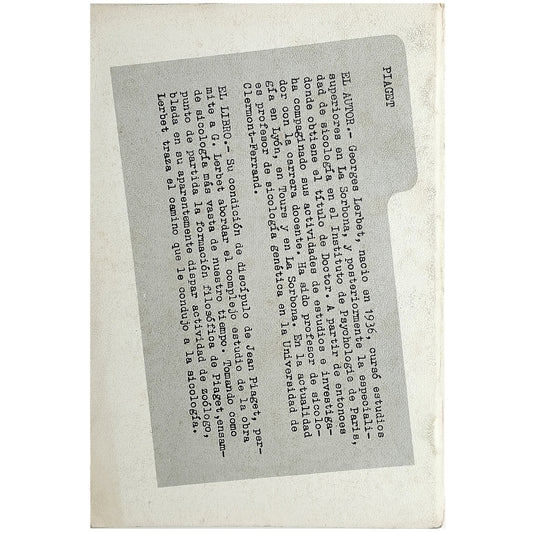 PIAGET
EL AUTOR.- Georges Lerbet, nacio en 1936, cursó estudios
superiores en La Sorbona, y posteriormente la especiali-
dad de sicología en el Instituto de Psychologie de Paris,
donde obtiene el título de Doctor. A partir de entonces
ha compaginado sus actividades de estudios e investiga-
dor con la carrera docente. Ha sido profesor de sicolo-
gía en Lyón, en Tours y en La Sorbona. En la actualidad
es profesor de sicología genética en la Universidad de
Clermont-Ferrand.
EL LIBRO.- Su condición de discípulo de Jean Piaget, per-
mite a G. Lerbet abordar el complejo estudio de la obra
de sicología más vasta de nuestro tiempo. Tomando como
punto de partida la formación filosófica de Piaget,ensam-
blada en su aparentemente dispar actividad de zoólogo,
Lerbet traza el camino que le condujo a la sicología.